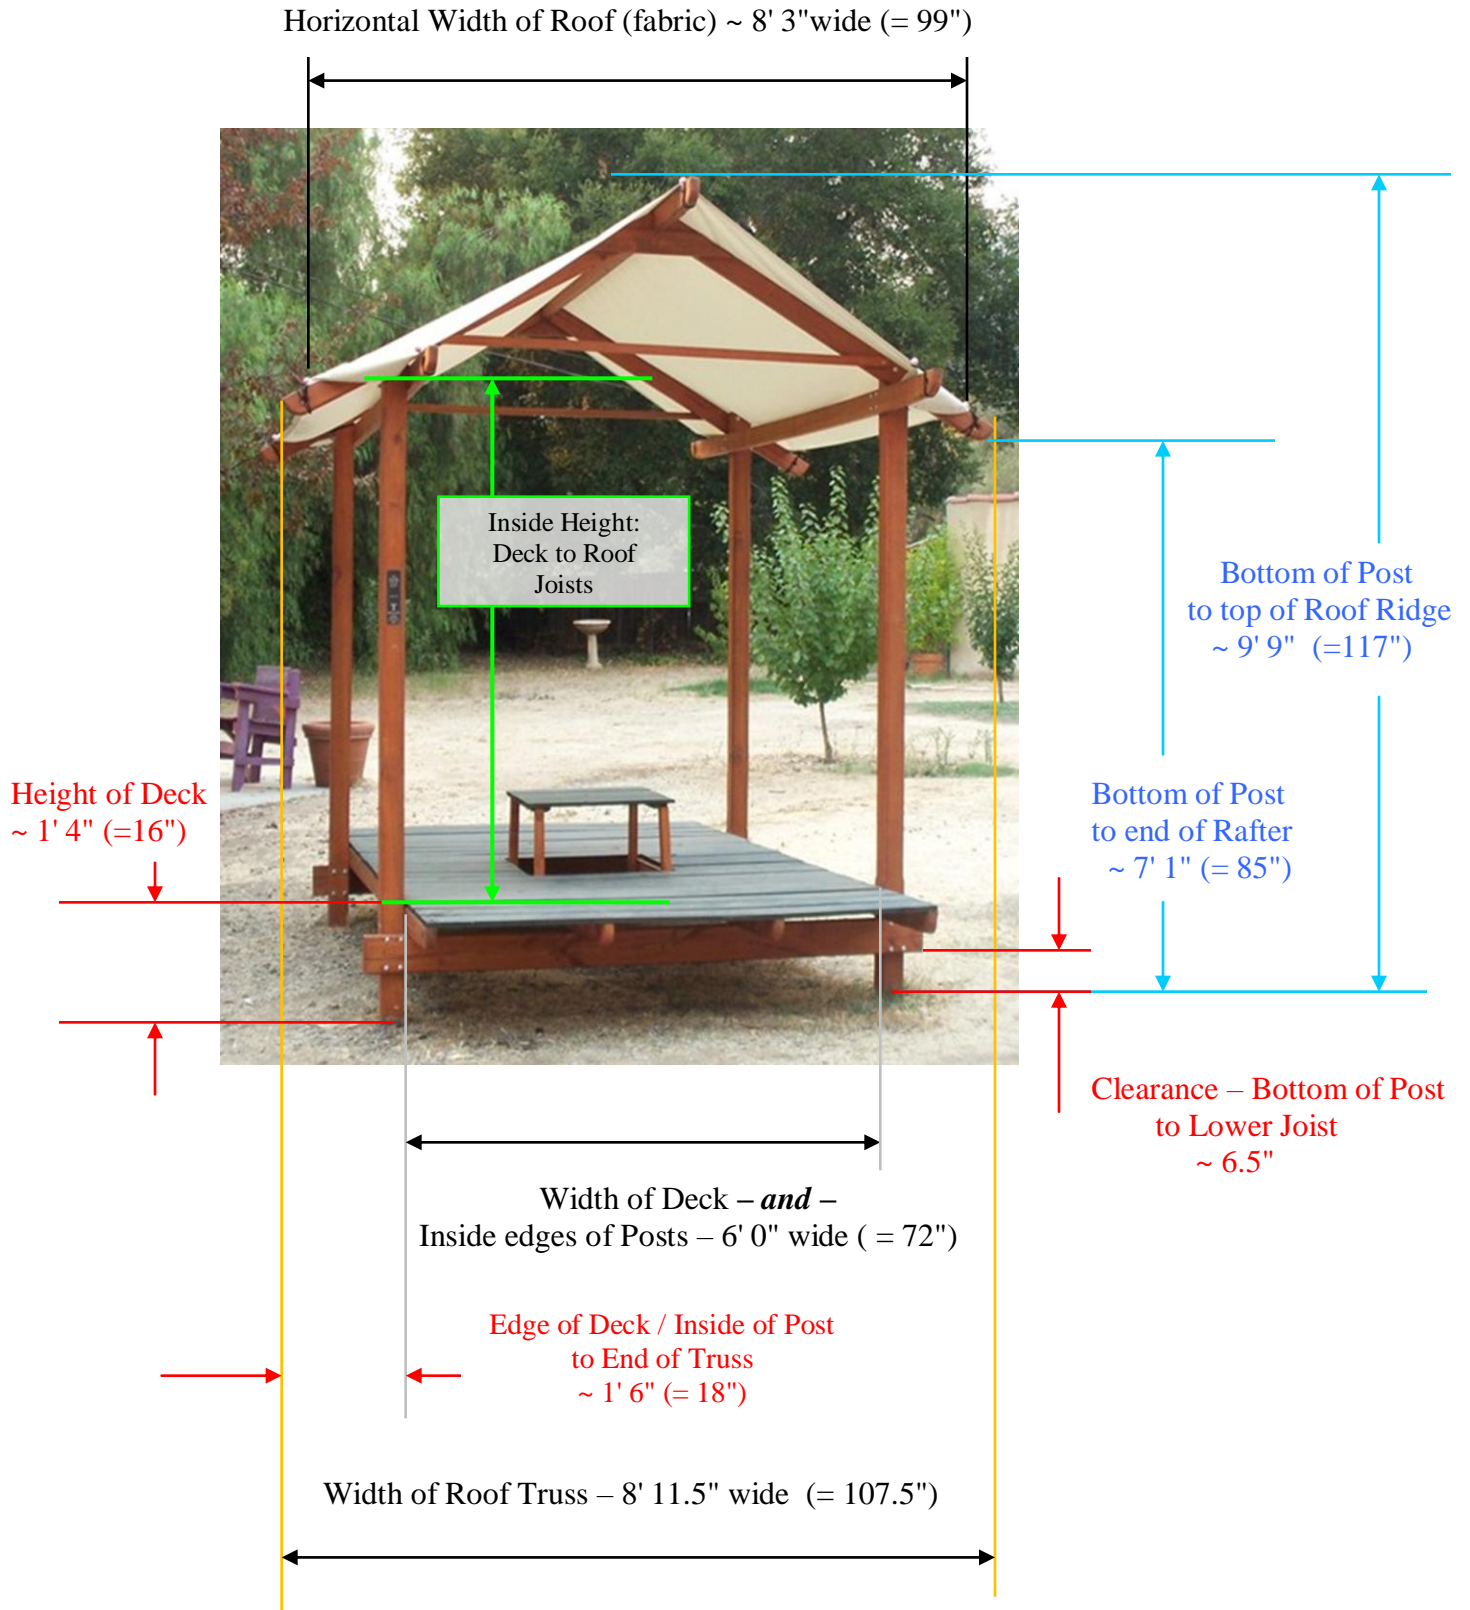 Horizontal Width of Roof (fabric) ~ 8' 3"wide (= 99")
Inside Height:
Deck to Roof
Joists
Bottom of Post
to top of Roof Ridge
~ 9' 9"  (=117")
Height of Deck
~ 1' 4" (=16")
Bottom of Post
to end of Rafter
~ 7' 1" (= 85")
Clearance – Bottom of Post
to Lower Joist
~ 6.5"
Width of Deck – and –
Inside edges of Posts – 6' 0" wide ( = 72")
Edge of Deck / Inside of Post
to End of Truss
~ 1' 6" (= 18")
Width of Roof Truss – 8' 11.5" wide  (= 107.5")